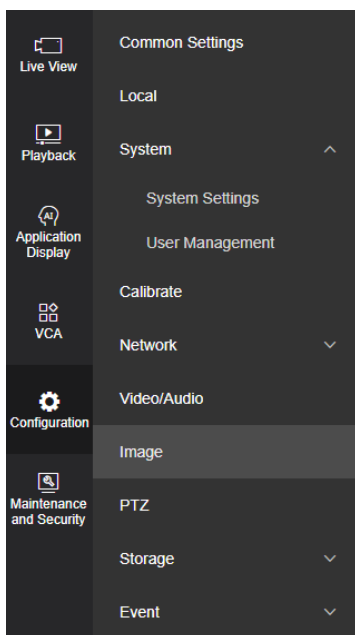 Live View
Playback
AI
Application
Display
VCA
Configuration
Maintenance
and Security
Common Settings
Local
System
System Settings
User Management
Calibrate
Network
Video/Audio
Image
PTZ
Storage
Event